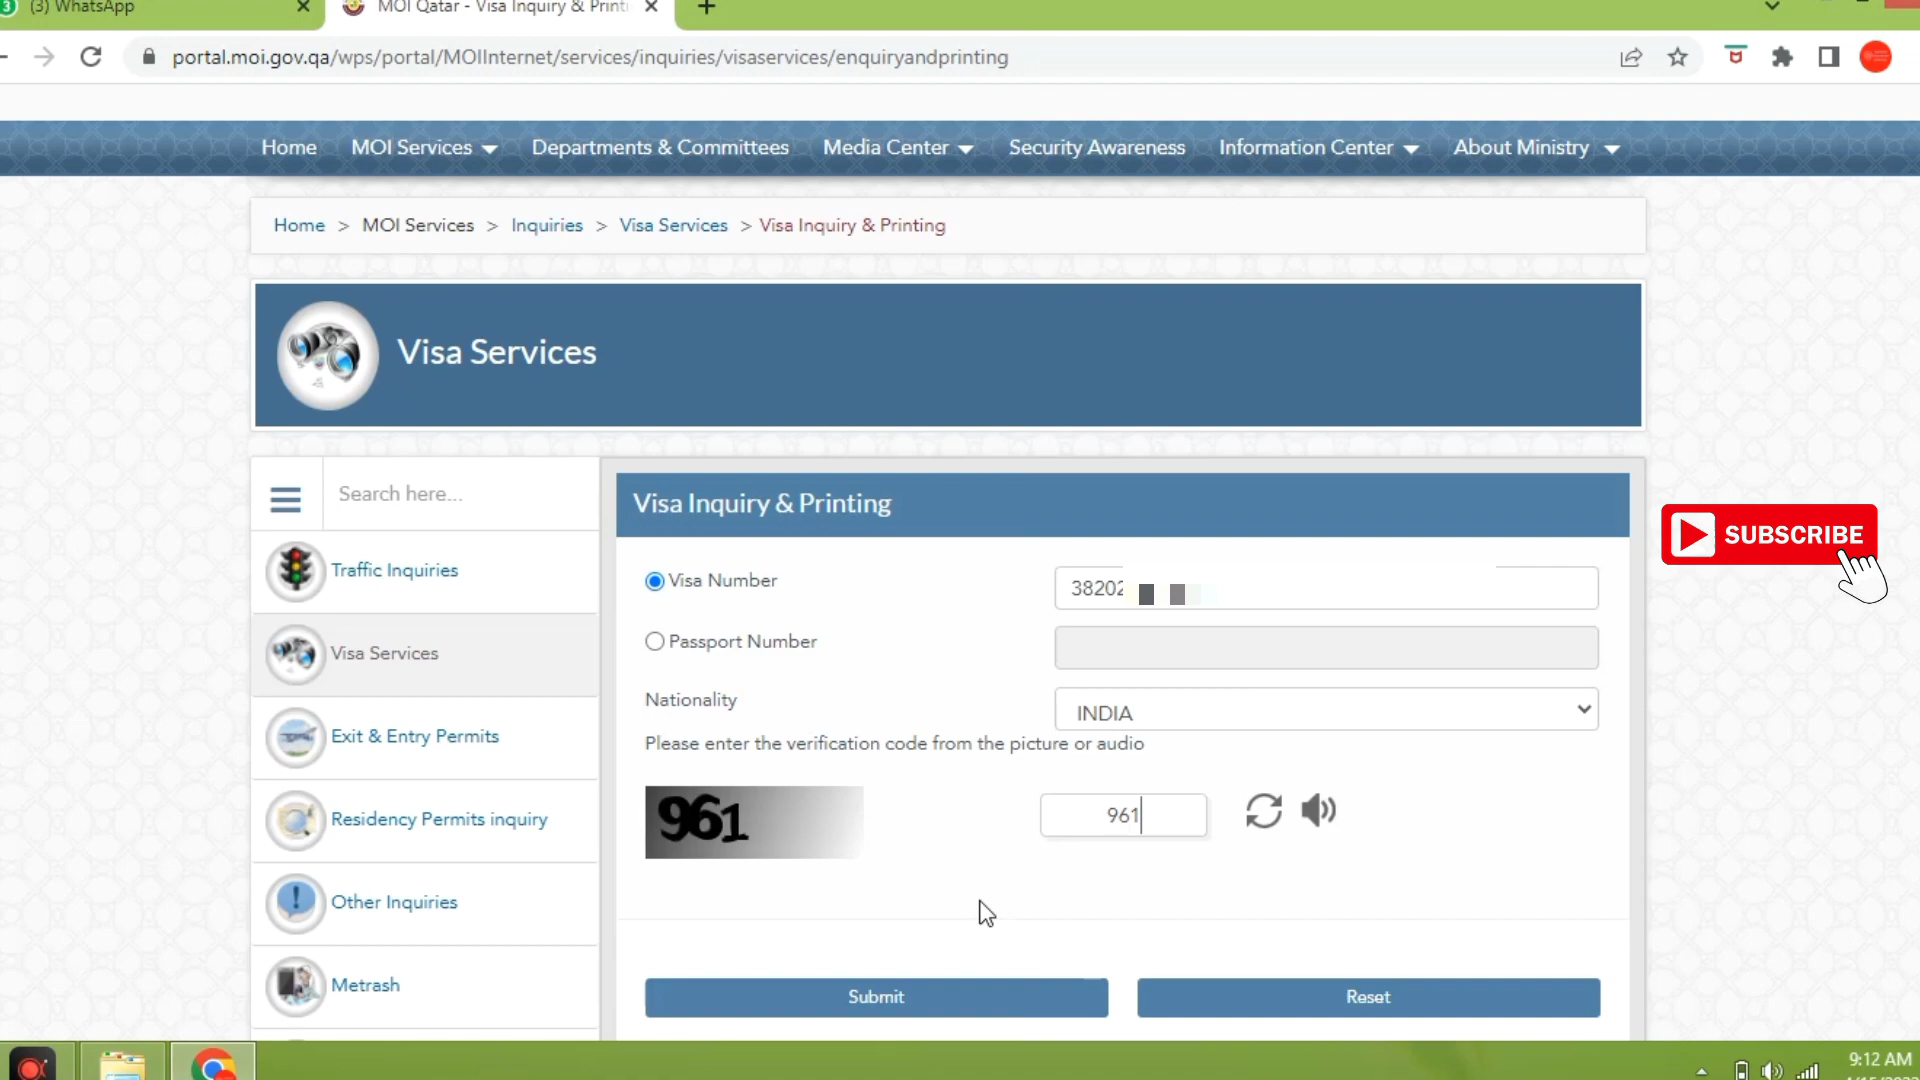 3 (3) WhatsApp
MOI Qatar - Visa Inquiry & Printi
portal.moi.gov.qa/wps/portal/MOIInternet/services/inquiries/visaservices/enquiryandprinting
Home MOI Services Departments & Committees Media Center Security Awareness Information Center About Ministry
Home > MOI Services > Inquiries > Visa Services > Visa Inquiry & Printing
Visa Services
Search here...
Visa Inquiry & Printing
SUBSCRIBE
Traffic Inquiries
Visa Services
Exit & Entry Permits
Residency Permits inquiry
Other Inquiries
Metrash
Visa Number 38202
Passport Number
Nationality INDIA
Please enter the verification code from the picture or audio
961 961
Submit Reset
9:12 AM